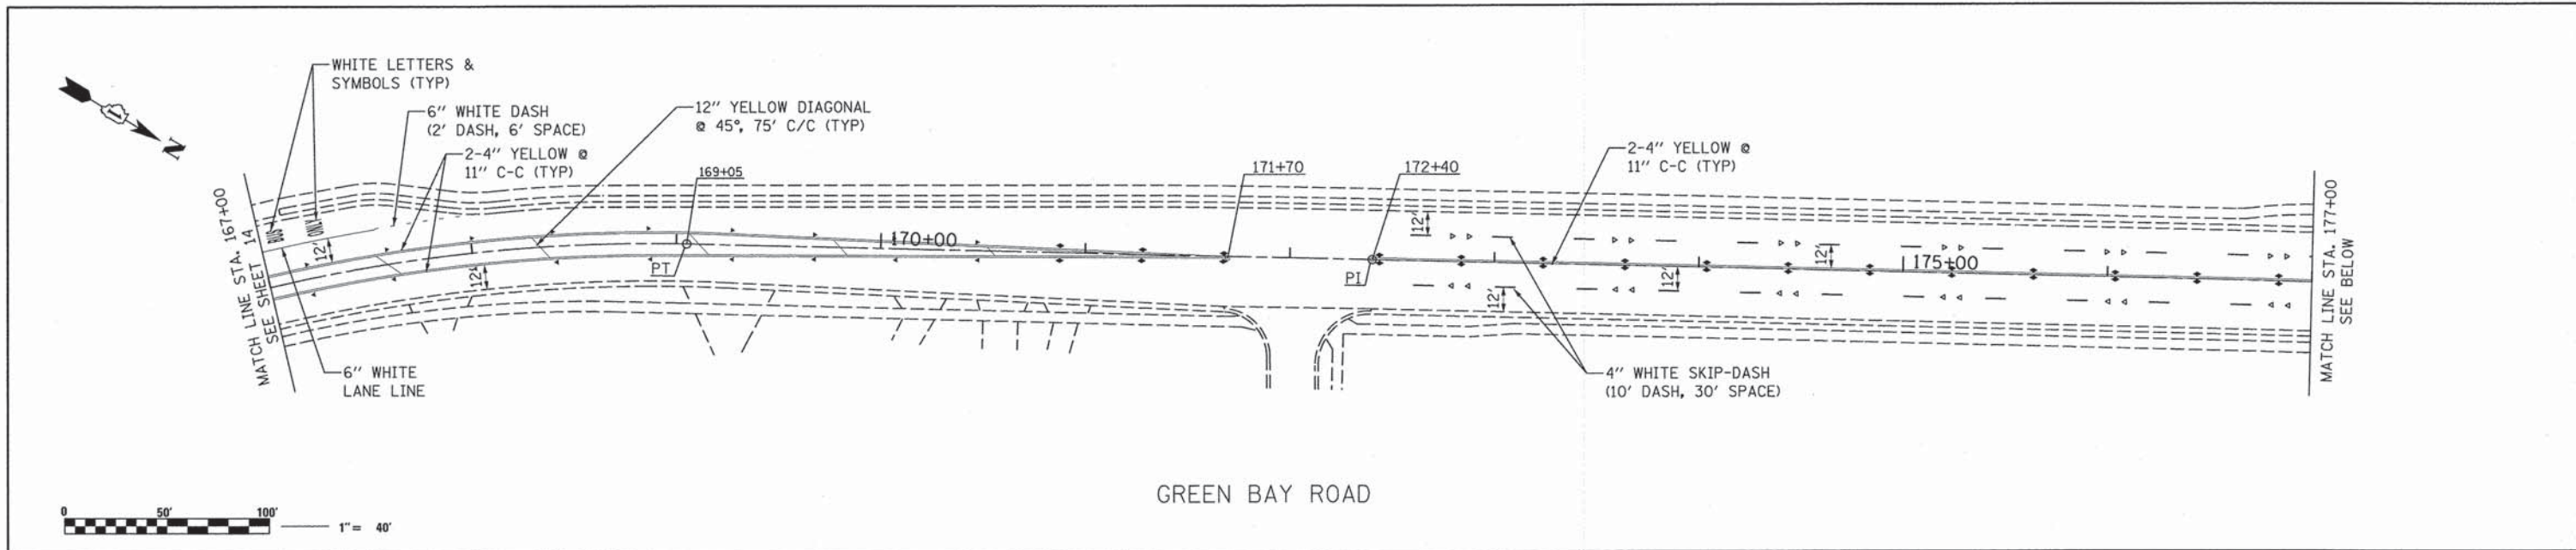 WHITE LETTERS &
SYMBOLS (TYP)
6" WHITE DASH
(2' DASH, 6' SPACE)
2-4" YELLOW @
11" C-C (TYP)
12" YELLOW DIAGONAL
@ 45°, 75' C/C (TYP)
N
MATCH LINE STA. 167+00
SEE SHEET 14
BUS
ONLY
12'
12'
6" WHITE
LANE LINE
169+05
PT
170+00
171+70
172+40
PI
2-4" YELLOW @
11" C-C (TYP)
12'
12'
12'
12'
175+00
4" WHITE SKIP-DASH
(10' DASH, 30' SPACE)
MATCH LINE STA. 177+00
SEE BELOW
GREEN BAY ROAD
0 50' 100'
1" = 40'